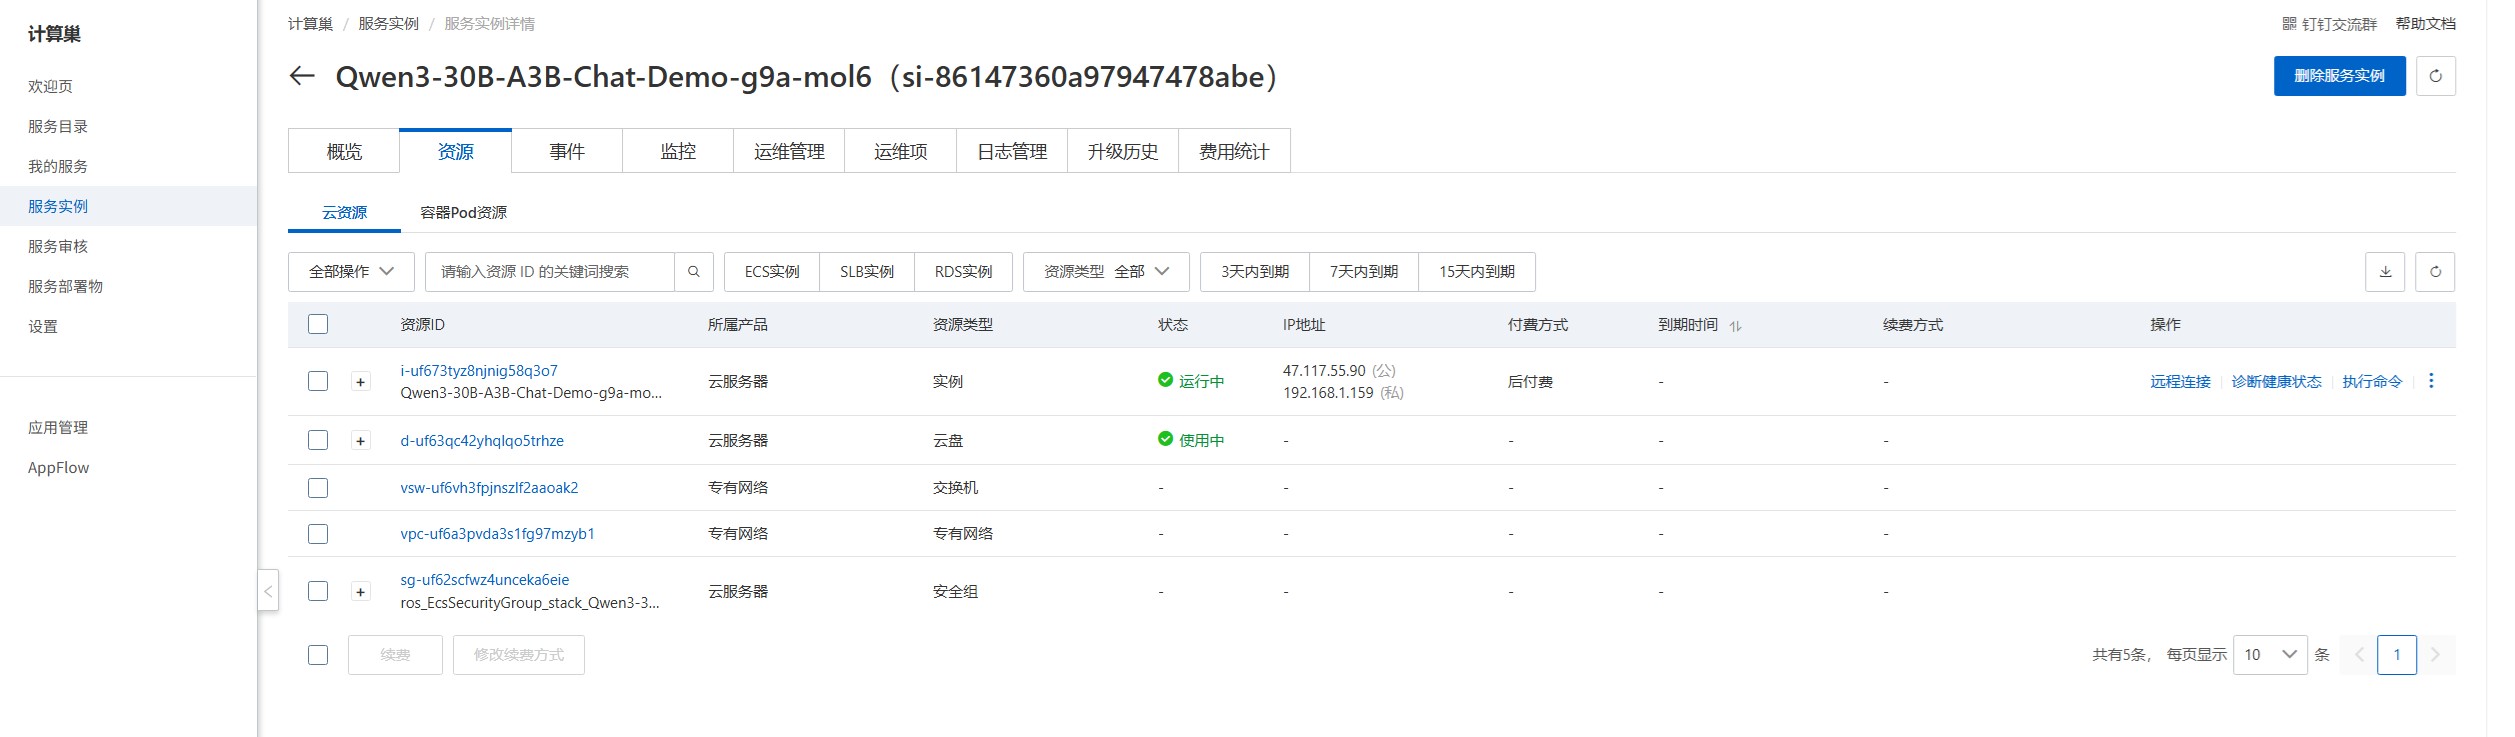 计算巢
欢迎页
服务目录
我的服务
服务实例
服务审核
服务部署物
设置
应用管理
AppFlow
计算巢 / 服务实例 / 服务实例详情
钉钉交流群 帮助文档
Qwen3-30B-A3B-Chat-Demo-g9a-mol6（si-86147360a97947478abe）
删除服务实例
概览 资源 事件 监控 运维管理 运维项 日志管理 升级历史 费用统计
云资源 容器Pod资源
全部操作 请输入资源 ID 的关键词搜索 ECS实例 SLB实例 RDS实例 资源类型 全部 3天内到期 7天内到期 15天内到期
资源ID 所属产品 资源类型 状态 IP地址 付费方式 到期时间 续费方式 操作
i-uf673tyz8njnig58q3o7
Qwen3-30B-A3B-Chat-Demo-g9a-mo...
云服务器 实例 运行中
47.117.55.90 (公)
192.168.1.159 (私)
后付费 - - 远程连接 诊断健康状态 执行命令
d-uf63qc42yhqlqo5trhze 云服务器 云盘 使用中 - - - -
vsw-uf6vh3fpjnszlf2aaoak2 专有网络 交换机 - - - - -
vpc-uf6a3pvda3s1fg97mzyb1 专有网络 专有网络 - - - - -
sg-uf62scfwz4unceka6eie
ros_EcsSecurityGroup_stack_Qwen3-3...
云服务器 安全组 - - - - -
续费 修改续费方式
共有5条， 每页显示 10 条 1